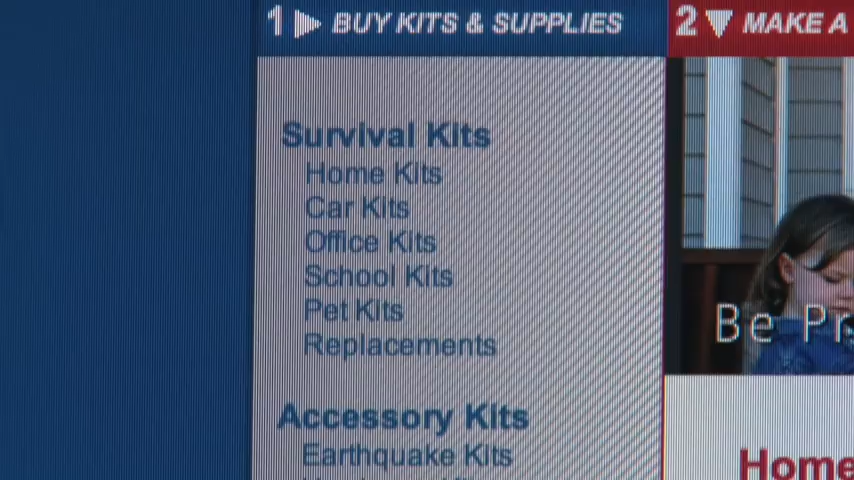 1 BUY KITS & SUPPLIES
2 MAKE A
Survival Kits
Home Kits
Car Kits
Office Kits
School Kits
Pet Kits
Replacements
Be Pr
Accessory Kits
Earthquake Kits
Home